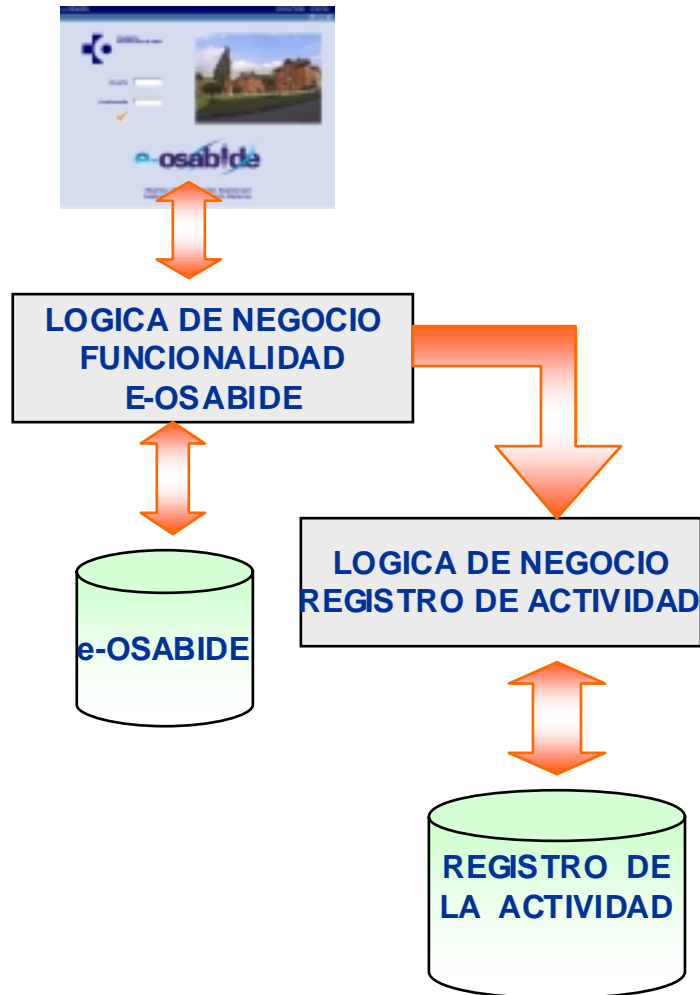 e-osabide
LOGICA DE NEGOCIO
FUNCIONALIDAD
E-OSABIDE
LOGICA DE NEGOCIO
REGISTRO DE ACTIVIDAD
e-OSABIDE
REGISTRO DE
LA ACTIVIDAD